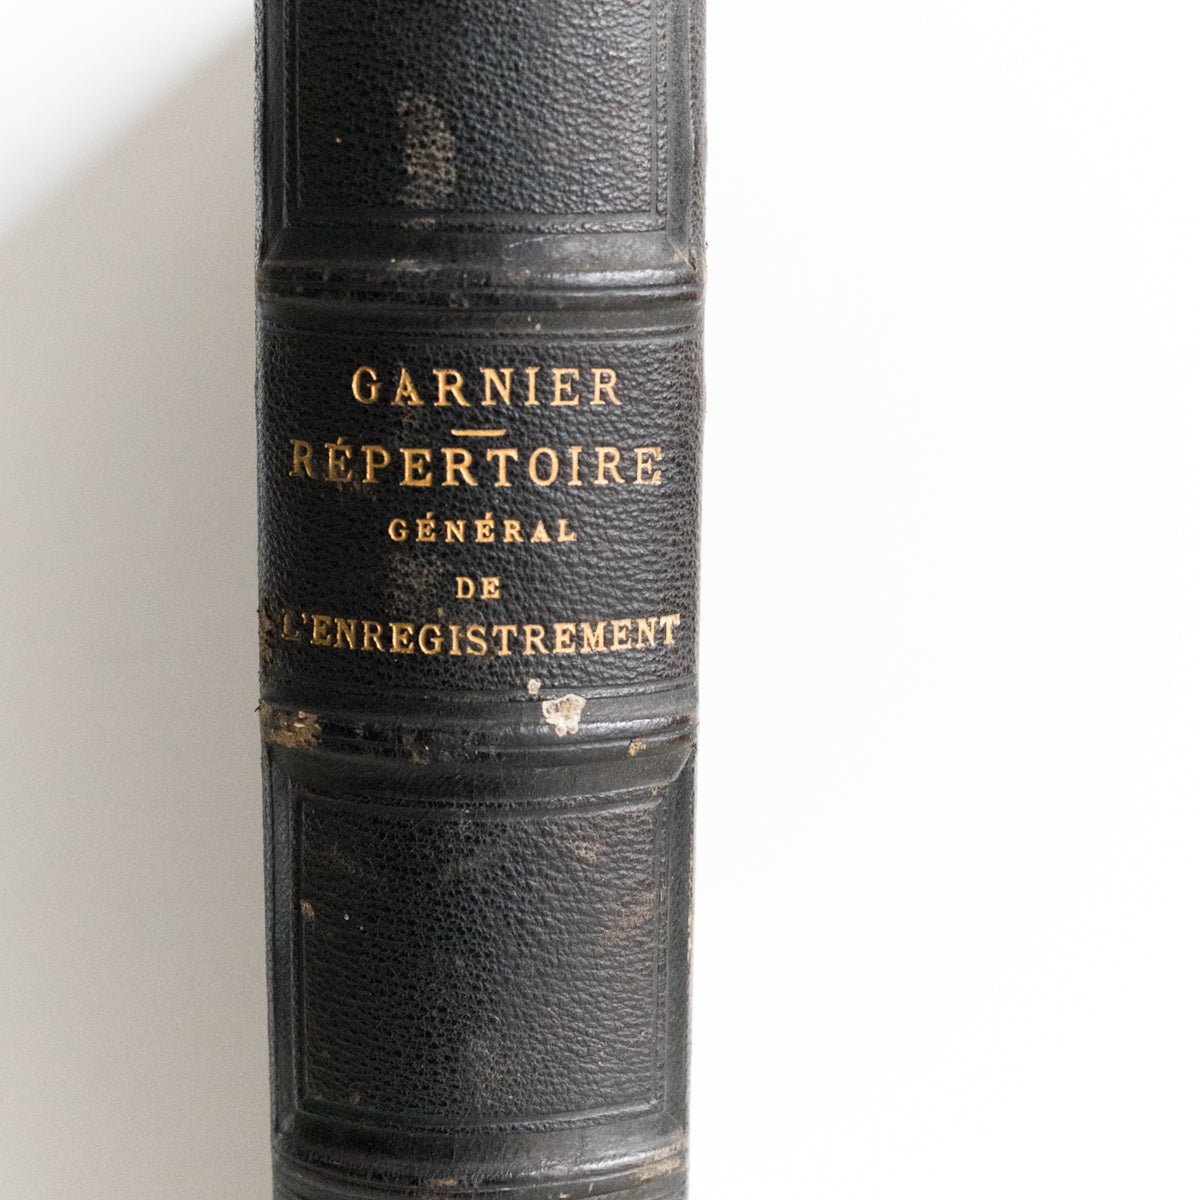 GARNIER
RÉPERTOIRE
GÉNÉRAL
DE
L'ENREGISTREMENT